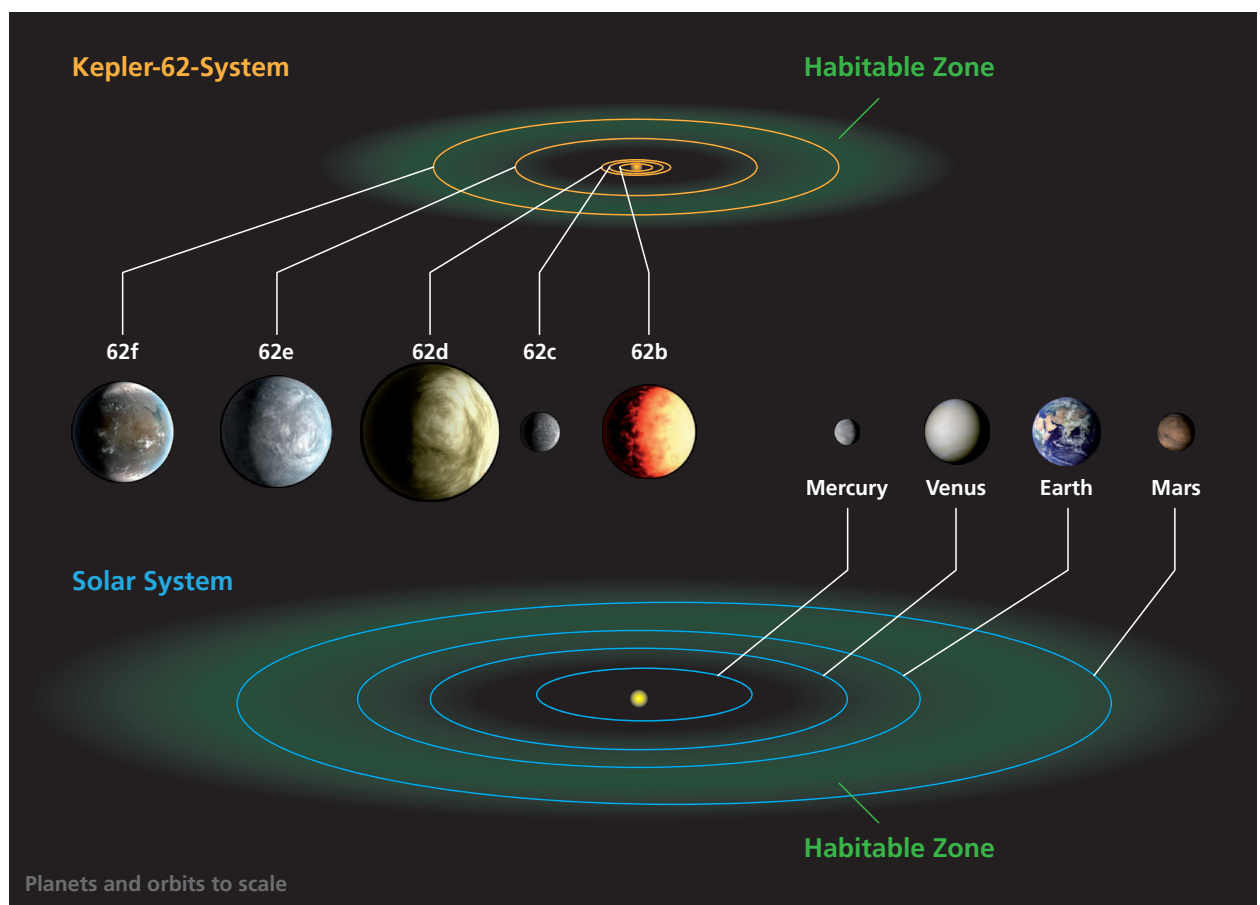 Kepler-62-System
Habitable Zone
62f
62e
62d
62c
62b
Mercury
Venus
Earth
Mars
Solar System
Habitable Zone
Planets and orbits to scale